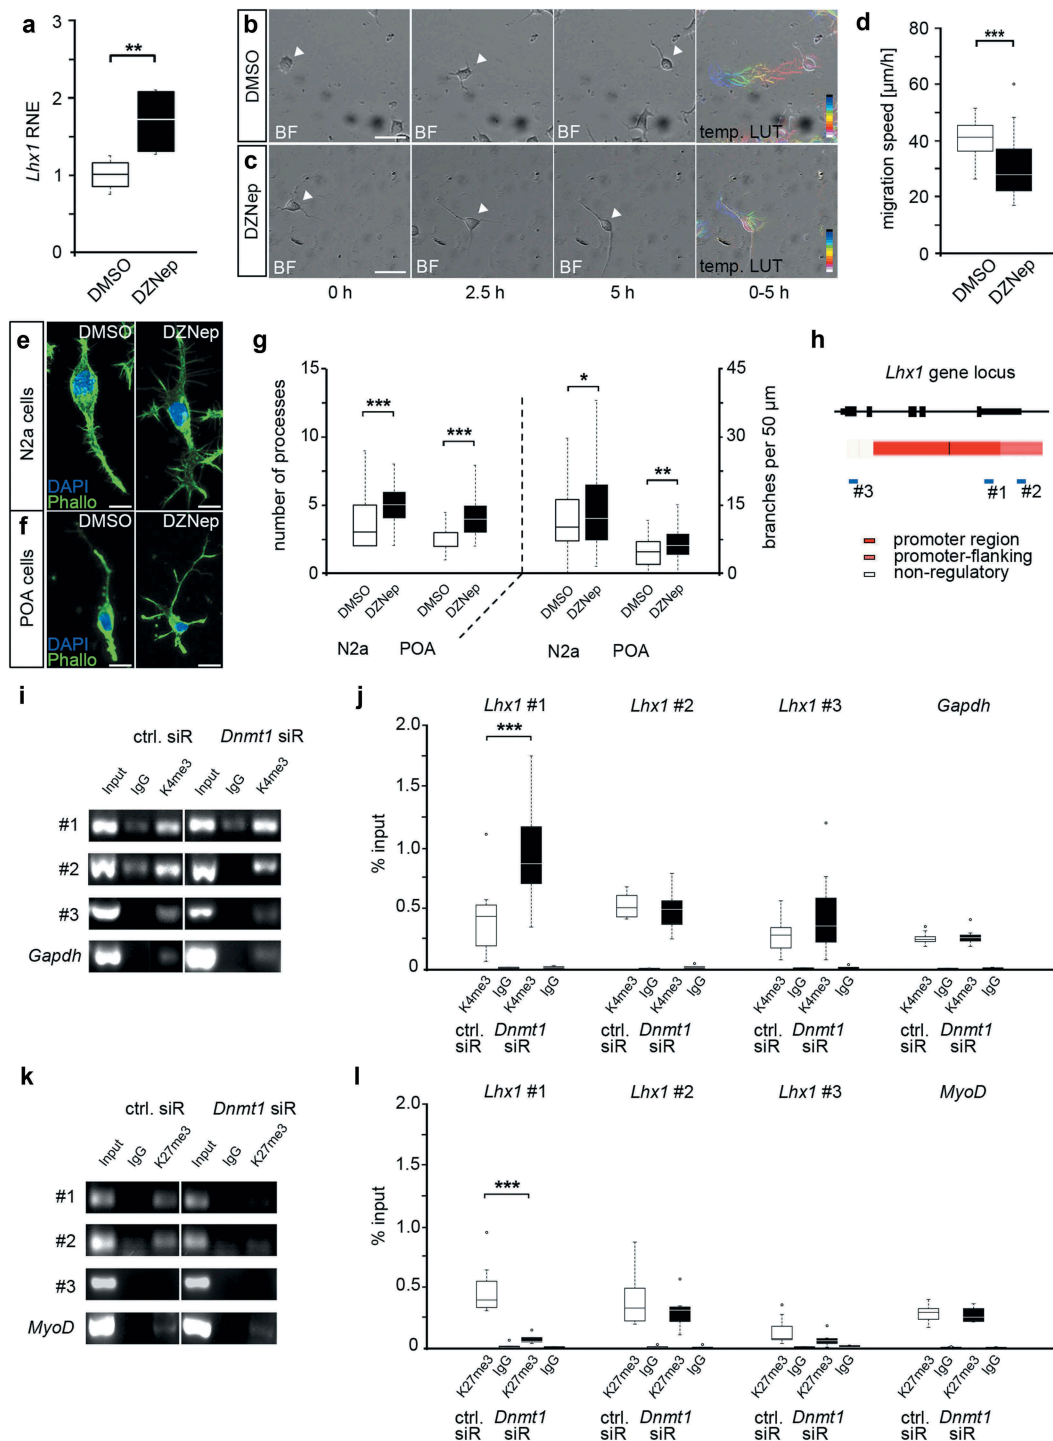 a
3
2
1
0
Lhx1 RNE
**
DMSO
DZNep
b
DMSO
BF
BF
BF
temp. LUT
c
DZNep
BF
BF
BF
temp. LUT
0 h
2.5 h
5 h
0-5 h
d
***
80
60
40
20
0
migration speed [µm/h]
DMSO
DZNep
e
N2a cells
DMSO
DZNep
DAPI
Phallo
f
POA cells
DMSO
DZNep
DAPI
Phallo
g
15
10
5
0
number of processes
***
***
*
**
45
30
15
0
branches per 50 µm
DMSO
DZNep
DMSO
DZNep
DMSO
DZNep
DMSO
DZNep
N2a
POA
N2a
POA
h
Lhx1 gene locus
#3
#1
#2
promoter region
promoter-flanking
non-regulatory
i
ctrl. siR
Dnmt1 siR
Input
IgG
K4me3
Input
IgG
K4me3
#1
#2
#3
Gapdh
j
Lhx1 #1
Lhx1 #2
Lhx1 #3
Gapdh
2.0
1.5
1.0
0.5
0
% input
***
K4me3
IgG
K4me3
IgG
K4me3
IgG
K4me3
IgG
K4me3
IgG
K4me3
IgG
K4me3
IgG
K4me3
IgG
ctrl. Dnmt1
siR siR
ctrl. Dnmt1
siR siR
ctrl. Dnmt1
siR siR
ctrl. Dnmt1
siR siR
k
ctrl. siR
Dnmt1 siR
Input
IgG
K27me3
Input
IgG
K27me3
#1
#2
#3
MyoD
l
Lhx1 #1
Lhx1 #2
Lhx1 #3
MyoD
2.0
1.5
1.0
0.5
0
% input
***
K27me3
IgG
K27me3
IgG
K27me3
IgG
K27me3
IgG
K27me3
IgG
K27me3
IgG
K27me3
IgG
K27me3
IgG
ctrl. Dnmt1
siR siR
ctrl. Dnmt1
siR siR
ctrl. Dnmt1
siR siR
ctrl. Dnmt1
siR siR